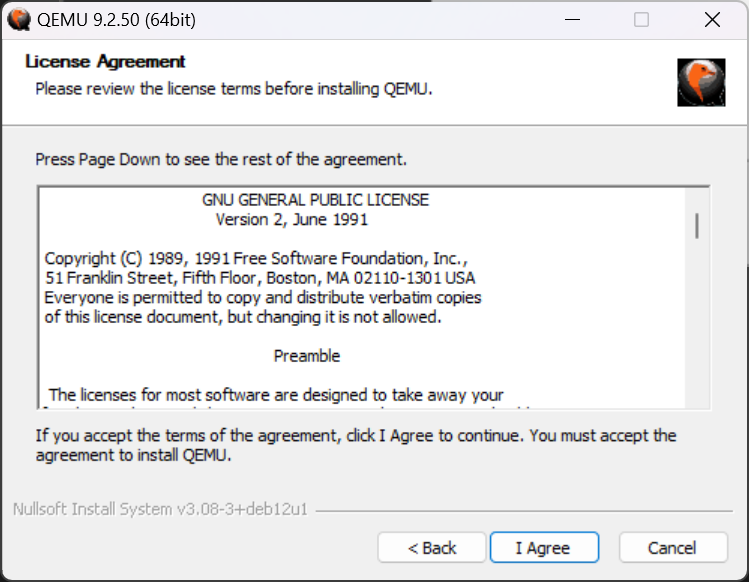 QEMU 9.2.50 (64bit)
License Agreement
Please review the license terms before installing QEMU.
Press Page Down to see the rest of the agreement.
GNU GENERAL PUBLIC LICENSE
Version 2, June 1991
Copyright (C) 1989, 1991 Free Software Foundation, Inc.,
51 Franklin Street, Fifth Floor, Boston, MA 02110-1301 USA
Everyone is permitted to copy and distribute verbatim copies
of this license document, but changing it is not allowed.
Preamble
The licenses for most software are designed to take away your
If you accept the terms of the agreement, click I Agree to continue. You must accept the
agreement to install QEMU.
Nullsoft Install System v3.08-3+deb12u1
< Back
I Agree
Cancel